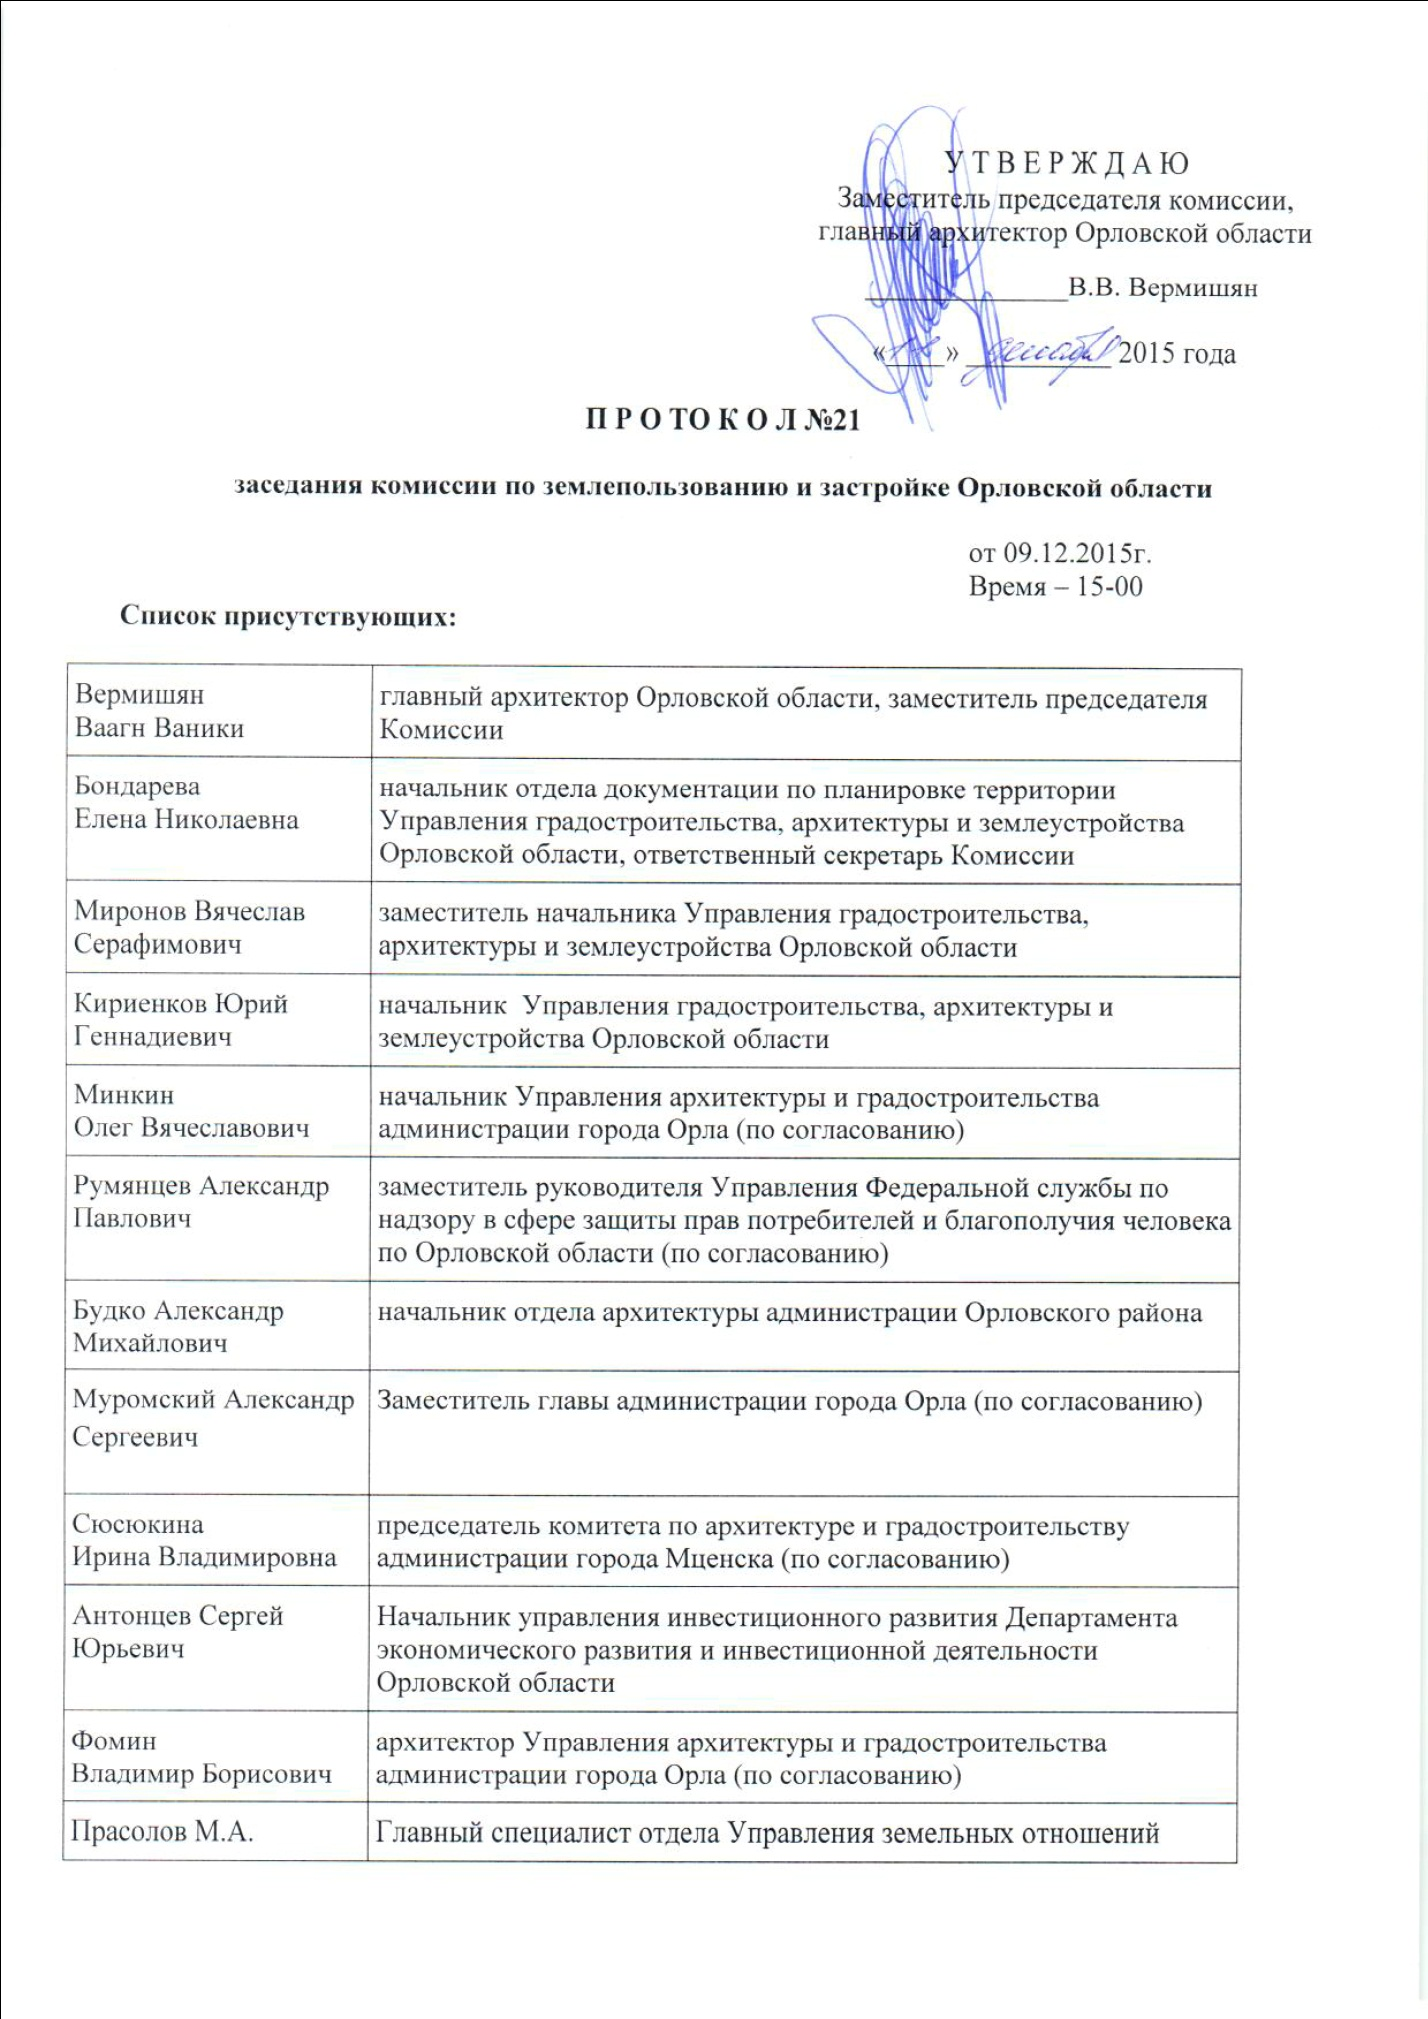 У Т В Е Р Ж Д А Ю
Заместитель председателя комиссии,
главный архитектор Орловской области
______________В.В. Вермишян
«____» декабря 2015 года
П Р О Т О К О Л №21
заседания комиссии по землепользованию и застройке Орловской области
от 09.12.2015г.
Время – 15-00
Список присутствующих:
Вермишян
Ваагн Ваники
главный архитектор Орловской области, заместитель председателя
Комиссии
Бондарева
Елена Николаевна
начальник отдела документации по планировке территории
Управления градостроительства, архитектуры и землеустройства
Орловской области, ответственный секретарь Комиссии
Миронов Вячеслав
Серафимович
заместитель начальника Управления градостроительства,
архитектуры и землеустройства Орловской области
Кириенков Юрий
Геннадиевич
начальник Управления градостроительства, архитектуры и
землеустройства Орловской области
Минкин
Олег Вячеславович
начальник Управления архитектуры и градостроительства
администрации города Орла (по согласованию)
Румянцев Александр
Павлович
заместитель руководителя Управления Федеральной службы по
надзору в сфере защиты прав потребителей и благополучия человека
по Орловской области (по согласованию)
Будко Александр
Михайлович
начальник отдела архитектуры администрации Орловского района
Муромский Александр
Сергеевич
Заместитель главы администрации города Орла (по согласованию)
Сюсюкина
Ирина Владимировна
председатель комитета по архитектуре и градостроительству
администрации города Мценска (по согласованию)
Антонцев Сергей
Юрьевич
Начальник управления инвестиционного развития Департамента
экономического развития и инвестиционной деятельности
Орловской области
Фомин
Владимир Борисович
архитектор Управления архитектуры и градостроительства
администрации города Орла (по согласованию)
Прасолов М.А.
Главный специалист отдела Управления земельных отношений